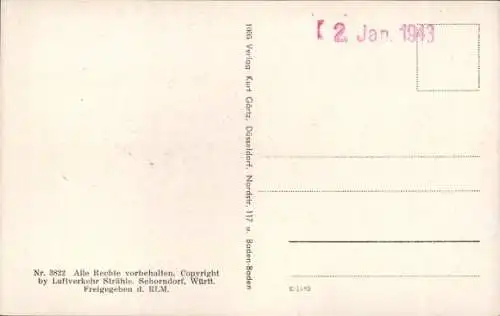 2. Jan. 1943
1005 Verlag Kurt Görtz, Düsseldorf, Nordstr. 117 u. Baden-Baden
Nr. 3822 Alle Rechte vorbehalten, Copyright
by Luftverkehr Strähle, Schorndorf, Württ.
Freigegeben d. RLM.